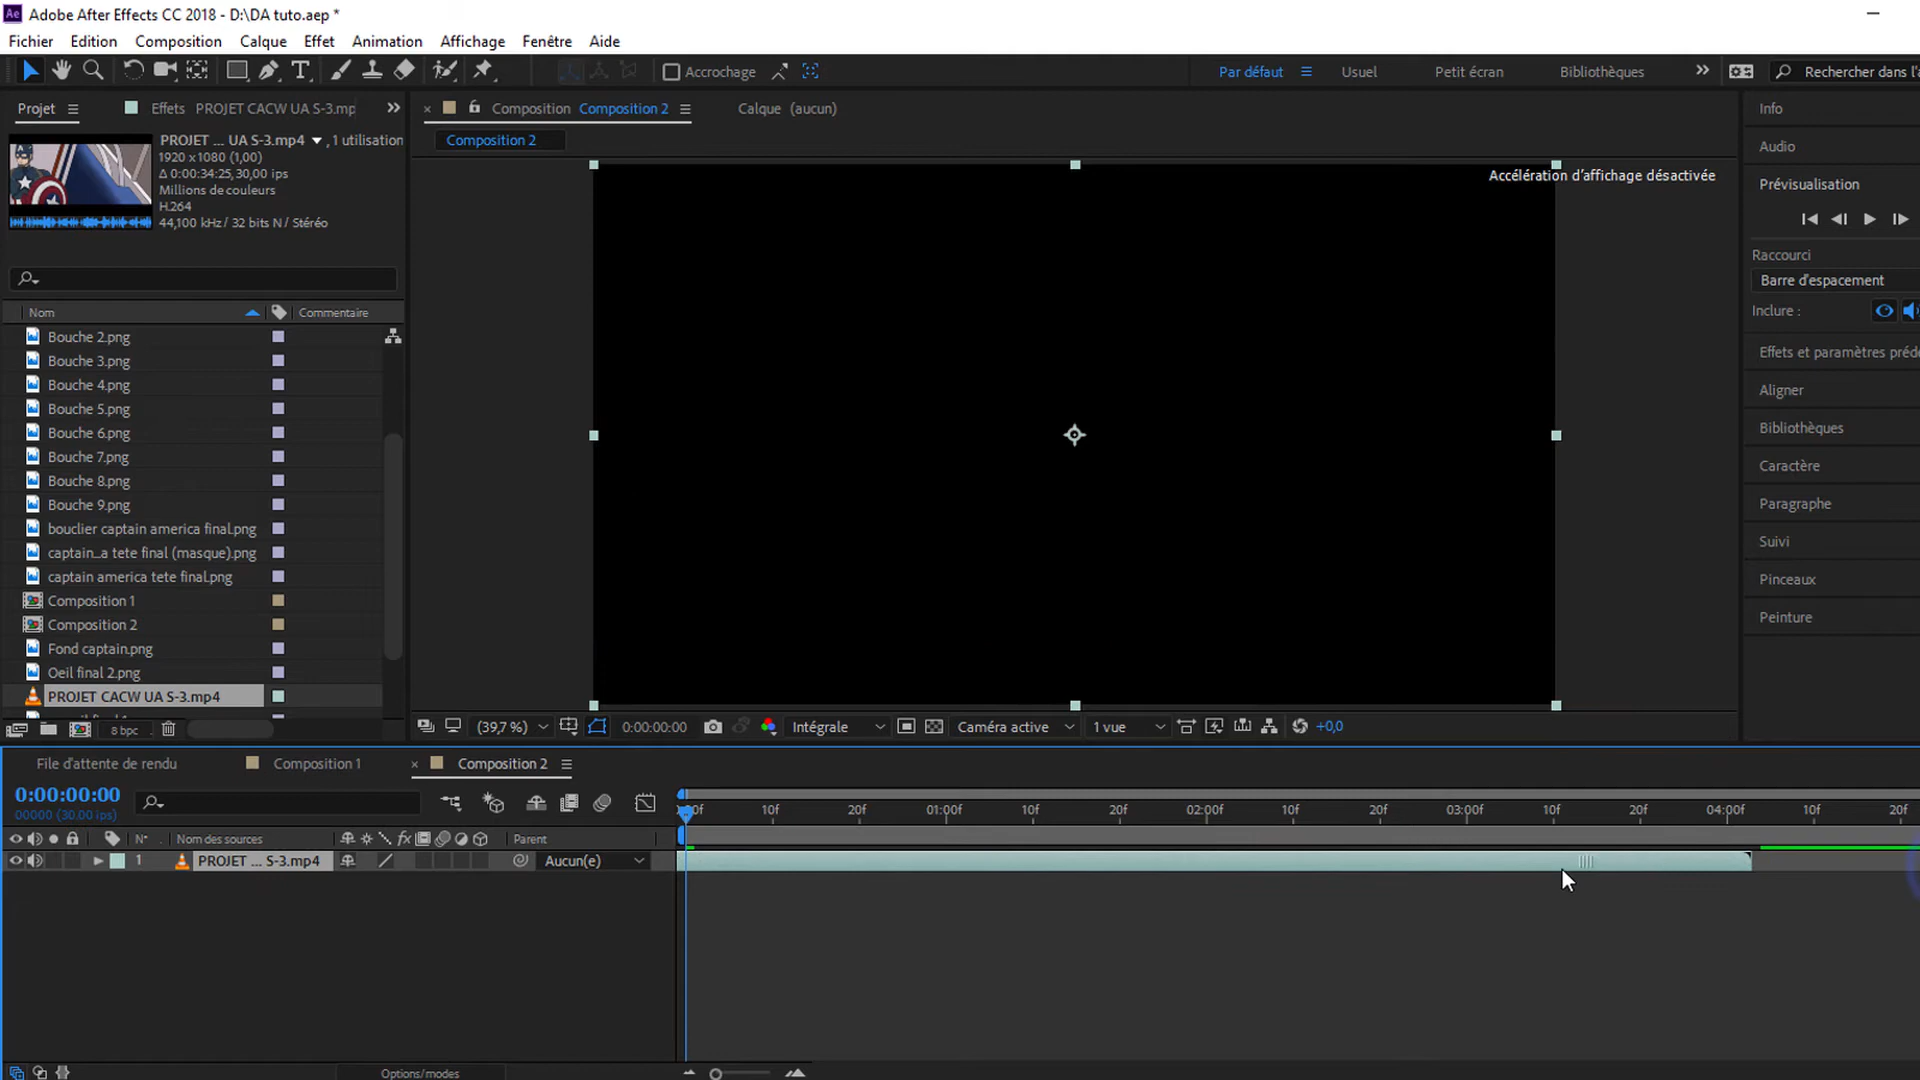 Adobe After Effects CC 2018 - D:\DA tuto.aep *
Fichier Edition Composition Calque Effet Animation Affichage Fenêtre Aide
Accrochage Par défaut Usuel Petit écran Bibliothèques Rechercher dans l'a
Projet Effets PROJET CACW UA S-3.mp Composition Composition 2 Calque (aucun) Info
PROJET ... UA S-3.mp4 , 1 utilisation Composition 2
1920 x 1080 (1,00)
Δ 0:00:34:25, 30,00 ips
Millions de couleurs
H.264
44,100 kHz / 32 bits N / Stéréo
Accélération d'affichage désactivée
Audio
Prévisualisation
Raccourci
Barre d'espacement
Inclure :
Effets et paramètres préde
Aligner
Bibliothèques
Caractère
Paragraphe
Suivi
Pinceaux
Peinture
Nom Commentaire
Bouche 2.png
Bouche 3.png
Bouche 4.png
Bouche 5.png
Bouche 6.png
Bouche 7.png
Bouche 8.png
Bouche 9.png
bouclier captain america final.png
captain...a tete final (masque).png
captain america tete final.png
Composition 1
Composition 2
Fond captain.png
Oeil final 2.png
PROJET CACW UA S-3.mp4
8 bpc
(39,7 %) 0:00:00:00 Intégrale Caméra active 1 vue +0,0
File d'attente de rendu Composition 1 Composition 2
0:00:00:00
00000 (30.00 ips)
:00f 10f 20f 01:00f 10f 20f 02:00f 10f 20f 03:00f 10f 20f 04:00f 10f 20f
N° Nom des sources fx Parent
1 PROJET ... S-3.mp4 Aucun(e)
Options/modes